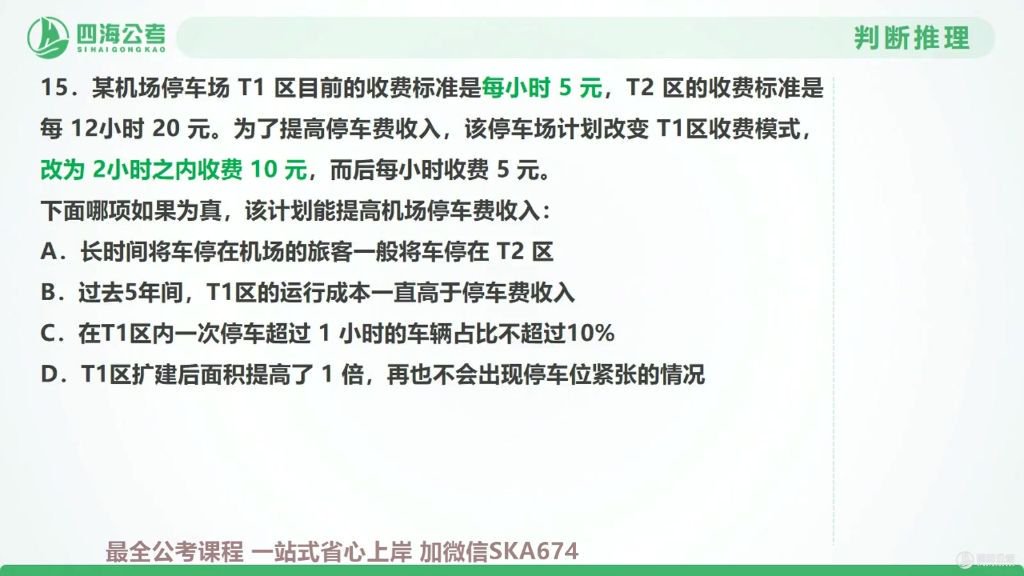 四海公考
SIHAIGONGKAO
判断推理
15. 某机场停车场 T1 区目前的收费标准是每小时 5 元，T2 区的收费标准是
每 12小时 20 元。为了提高停车费收入，该停车场计划改变 T1区收费模式，
改为 2小时之内收费 10 元，而后每小时收费 5 元。
下面哪项如果为真，该计划能提高机场停车费收入：
A. 长时间将车停在机场的旅客一般将车停在 T2 区
B. 过去5年间，T1区的运行成本一直高于停车费收入
C. 在T1区内一次停车超过 1 小时的车辆占比不超过10%
D. T1区扩建后面积提高了 1 倍，再也不会出现停车位紧张的情况
最全公考课程 一站式省心上岸 加微信SKA674